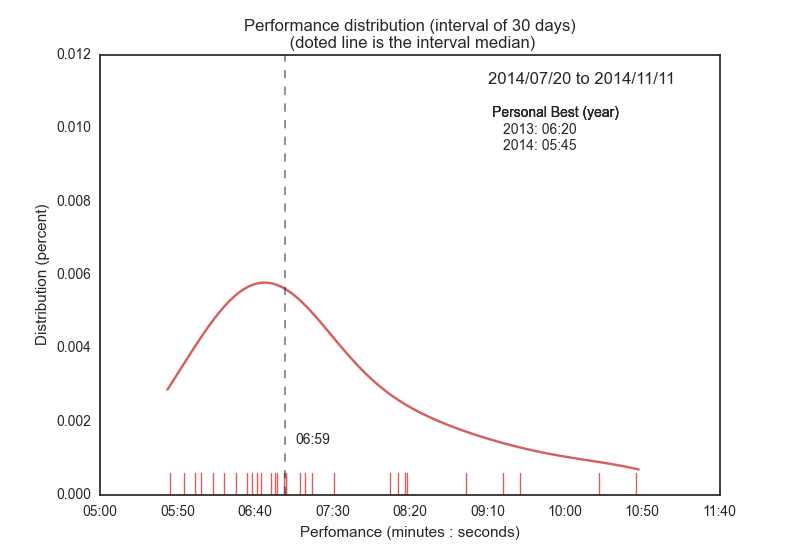 Performance distribution (interval of 30 days)
(doted line is the interval median)
0.012
2014/07/20 to 2014/11/11
Personal Best (year)
2013: 06:20
2014: 05:45
0.010
0.008
0.006
0.004
0.002
0.000
Distribution (percent)
06:59
05:00 05:50 06:40 07:30 08:20 09:10 10:00 10:50 11:40
Perfomance (minutes : seconds)